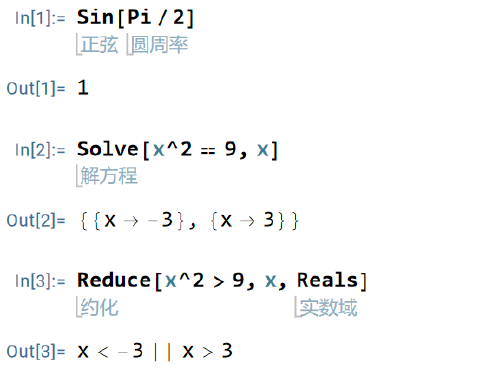 In[1]:= Sin[Pi / 2]
正弦 圆周率
Out[1]= 1
In[2]:= Solve[x^2 == 9, x]
解方程
Out[2]= {{x → -3}, {x → 3}}
In[3]:= Reduce[x^2 > 9, x, Reals]
约化 实数域
Out[3]= x < -3 || x > 3